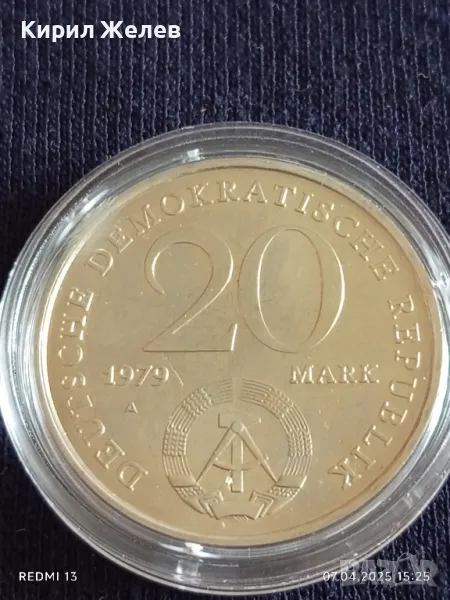 Кирил Желев
DEUTSCHE DEMOKRATISCHE REPUBLIK
20
1979 MARK
A
REDMI 13
07.04.2025 15:25